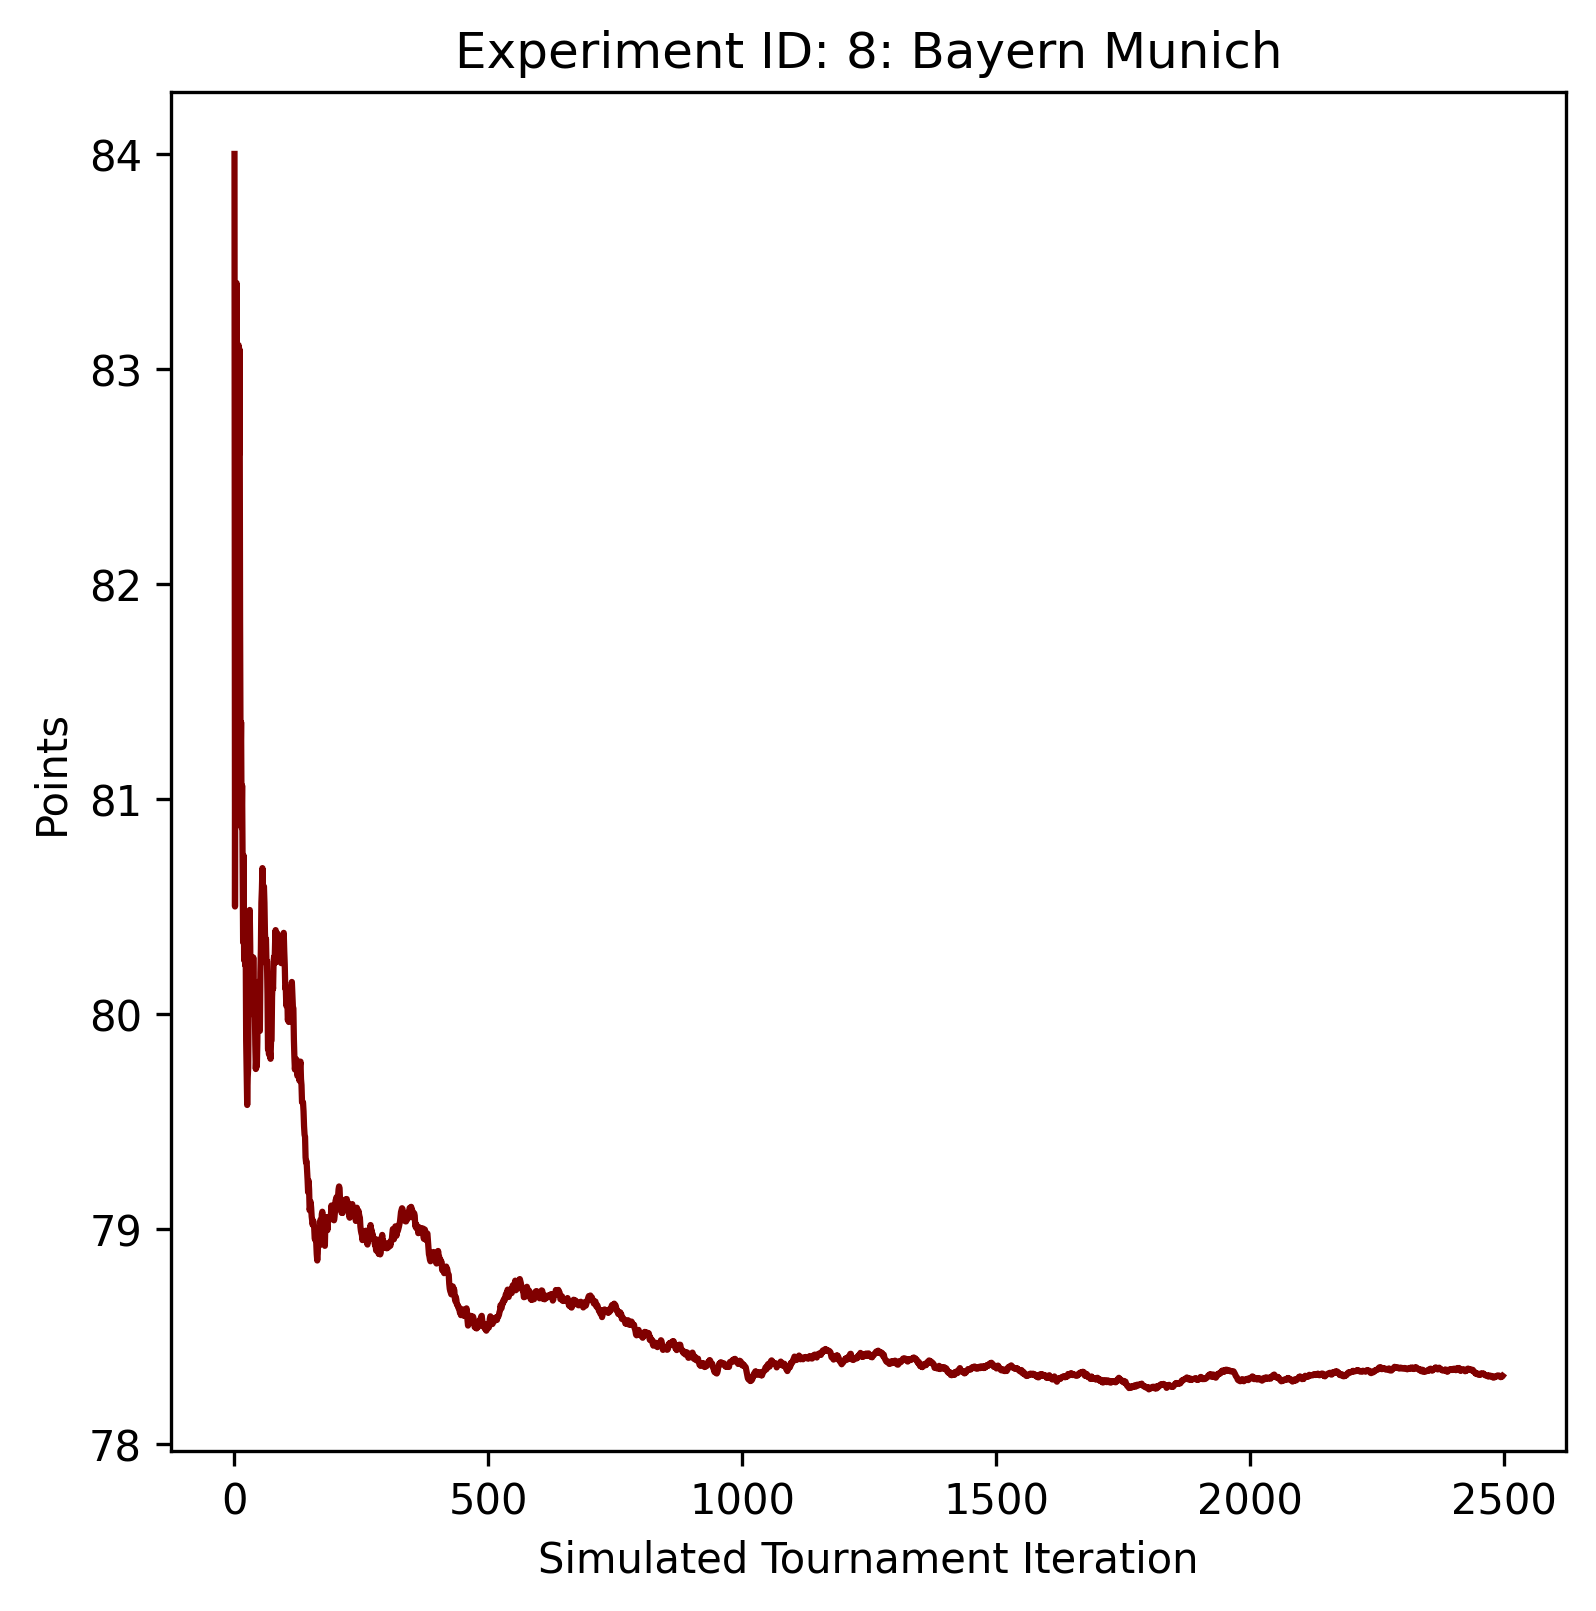 Experiment ID: 8: Bayern Munich
84
83
82
81
80
79
78
Points
0 500 1000 1500 2000 2500
Simulated Tournament Iteration